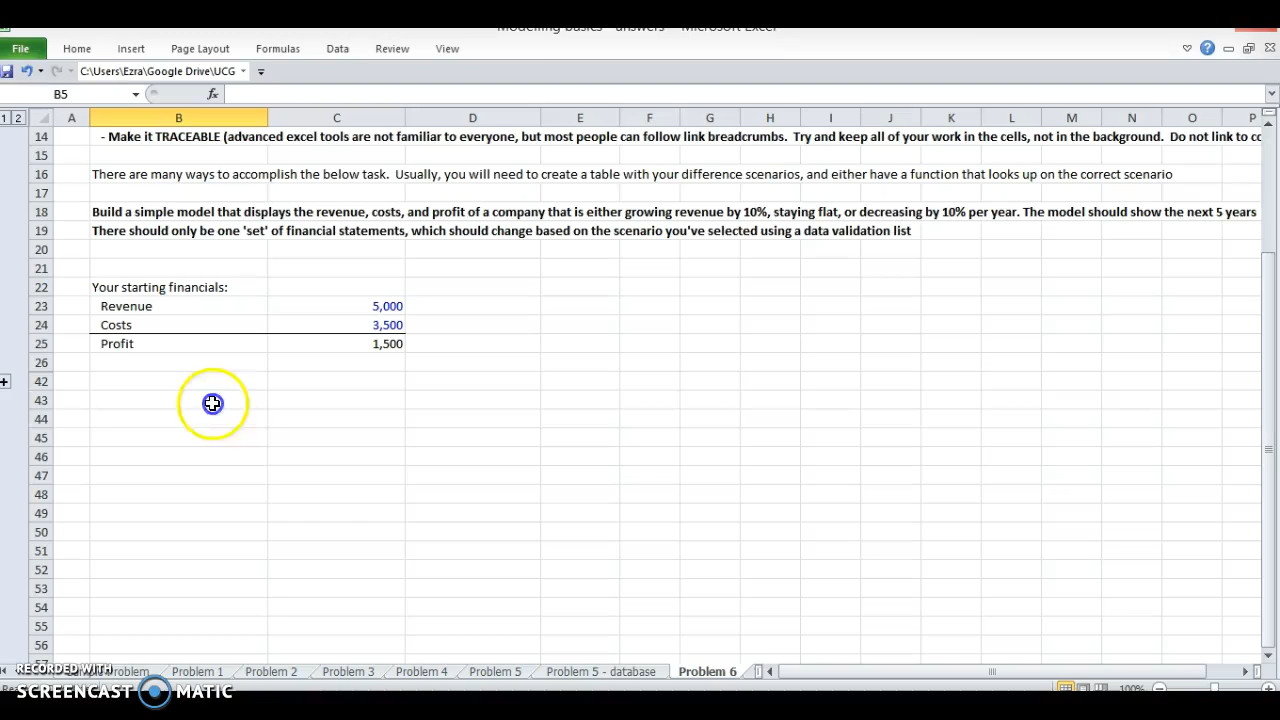 Modelling basics - answers - Microsoft Excel
File Home Insert Page Layout Formulas Data Review View
C:\Users\Ezra\Google Drive\UCG
B5 fx
1 2 A B C D E F G H I J K L M N O P
14 - Make it TRACEABLE (advanced excel tools are not familiar to everyone, but most people can follow link breadcrumbs. Try and keep all of your work in the cells, not in the background. Do not link to co
15
16 There are many ways to accomplish the below task. Usually, you will need to create a table with your difference scenarios, and either have a function that looks up on the correct scenario
17
18 Build a simple model that displays the revenue, costs, and profit of a company that is either growing revenue by 10%, staying flat, or decreasing by 10% per year. The model should show the next 5 years
19 There should only be one 'set' of financial statements, which should change based on the scenario you've selected using a data validation list
20
21
22 Your starting financials:
23 Revenue 5,000
24 Costs 3,500
25 Profit 1,500
26
42
43
44
45
46
47
48
49
50
51
52
53
54
55
56
Problem Problem 1 Problem 2 Problem 3 Problem 4 Problem 5 Problem 5 - database Problem 6
RECORDED WITH
SCREENCAST MATIC
100%